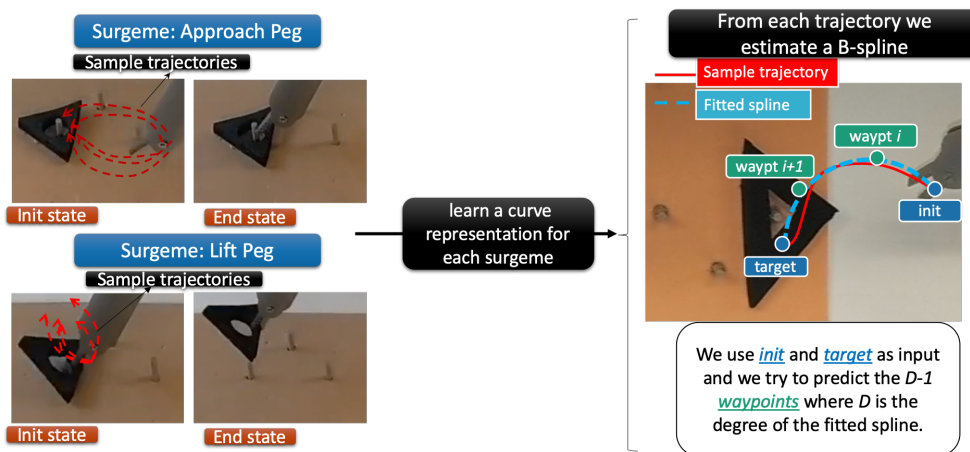 Surgeme: Approach Peg
Sample trajectories
Init state
End state
Surgeme: Lift Peg
Sample trajectories
Init state
End state
learn a curve
representation for
each surgeme
From each trajectory we
estimate a B-spline
Sample trajectory
Fitted spline
waypt i
waypt i+1
init
target
We use init and target as input
and we try to predict the D-1
waypoints where D is the
degree of the fitted spline.